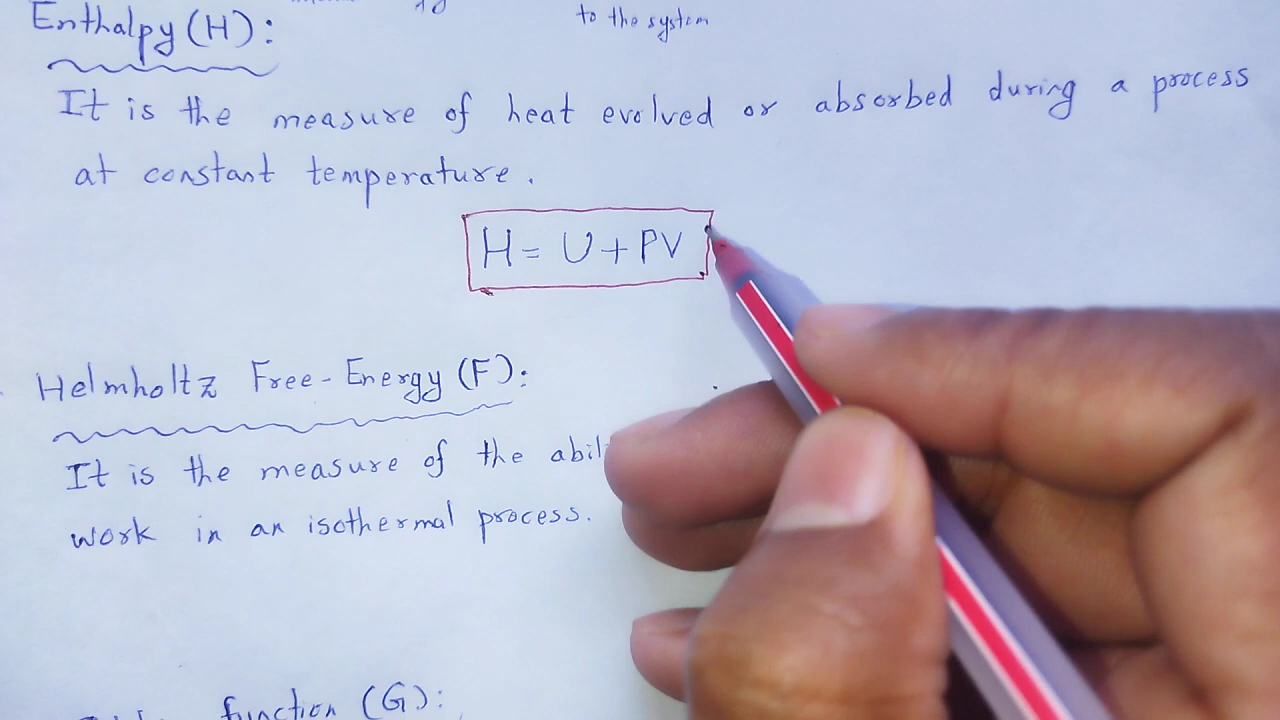 to the system
Enthalpy (H):
It is the measure of heat evolved or absorbed during a process
at constant temperature.
H = U + PV
Helmholtz Free-Energy (F):
It is the measure of the
work in an isothermal process.
function (G):